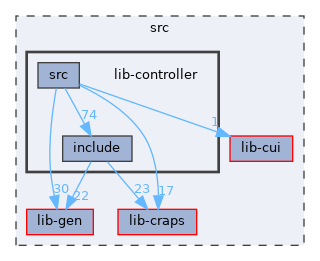 src
src
lib-controller
74
1
include
lib-cui
30
22
23
17
lib-gen
lib-craps